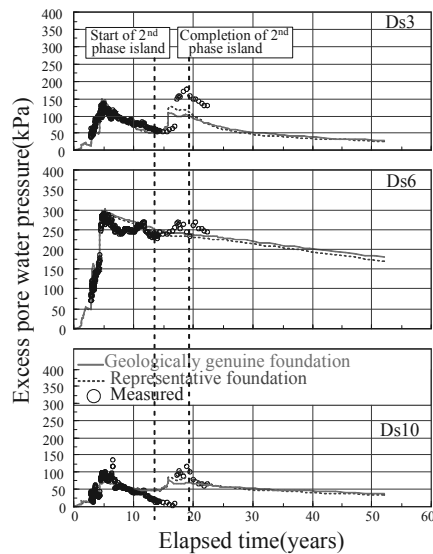 Start of 2nd
phase island
Completion of 2nd
phase island
Ds3
400
350
300
250
200
150
100
50
0
Ds6
400
350
300
250
200
150
100
50
0
Geologically genuine foundation
Representative foundation
Measured
Ds10
400
350
300
250
200
150
100
50
0
0 10 20 30 40 50 60
Excess pore water pressure(kPa)
Elapsed time(years)